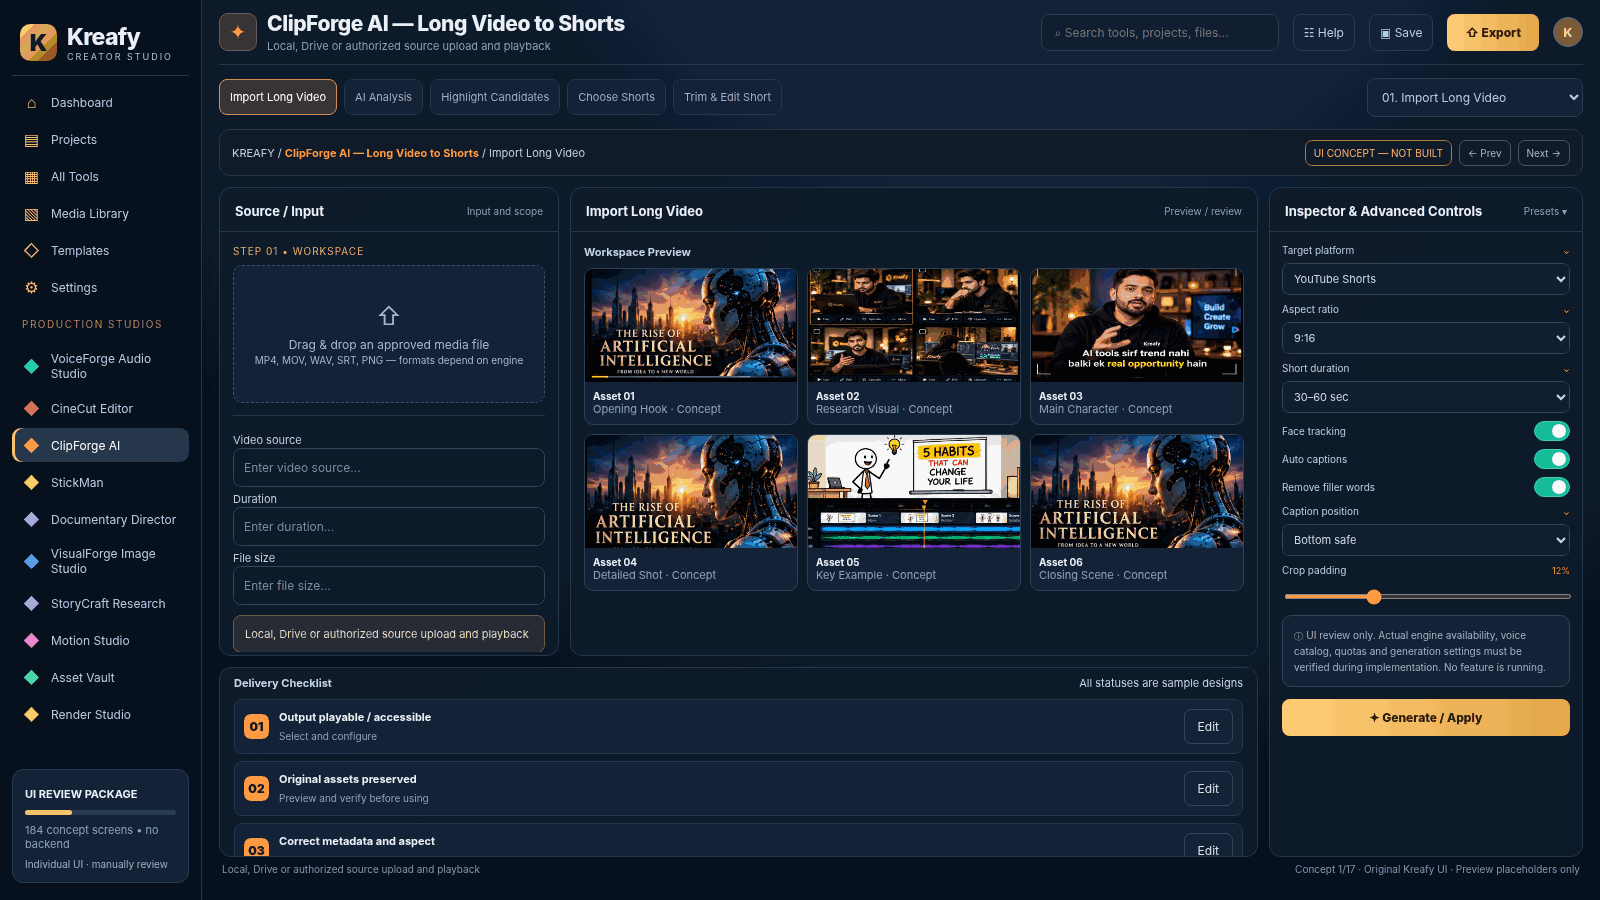 K
Kreafy
CREATOR STUDIO
Dashboard
Projects
All Tools
Media Library
Templates
Settings
PRODUCTION STUDIOS
VoiceForge Audio
Studio
CineCut Editor
ClipForge AI
StickMan
Documentary Director
VisualForge Image
Studio
StoryCraft Research
Motion Studio
Asset Vault
Render Studio
UI REVIEW PACKAGE
184 concept screens • no
backend
Individual UI · manually review
ClipForge AI — Long Video to Shorts
Local, Drive or authorized source upload and playback
Search tools, projects, files...
Help
Save
Export
K
Import Long Video
AI Analysis
Highlight Candidates
Choose Shorts
Trim & Edit Short
01. Import Long Video
KREAFY / ClipForge AI — Long Video to Shorts / Import Long Video
UI CONCEPT — NOT BUILT
← Prev
Next →
Source / Input
Input and scope
STEP 01 • WORKSPACE
Drag & drop an approved media file
MP4, MOV, WAV, SRT, PNG — formats depend on engine
Video source
Enter video source...
Duration
Enter duration...
File size
Enter file size...
Local, Drive or authorized source upload and playback
Import Long Video
Preview / review
Workspace Preview
THE RISE OF
ARTIFICIAL
INTELLIGENCE
FROM IDEA TO A NEW WORLD
Asset 01
Opening Hook · Concept
Asset 02
Research Visual · Concept
Build
Create
Grow
Kreafy
AI tools sirf trend nahi
balki ek real opportunity hain
Asset 03
Main Character · Concept
THE RISE OF
ARTIFICIAL
INTELLIGENCE
FROM IDEA TO A NEW WORLD
Asset 04
Detailed Shot · Concept
5 HABITS
THAT CAN
CHANGE
YOUR LIFE
Asset 05
Key Example · Concept
THE RISE OF
ARTIFICIAL
INTELLIGENCE
FROM IDEA TO A NEW WORLD
Asset 06
Closing Scene · Concept
Delivery Checklist
All statuses are sample designs
01
Output playable / accessible
Select and configure
Edit
02
Original assets preserved
Preview and verify before using
Edit
03
Correct metadata and aspect
Edit
Inspector & Advanced Controls
Presets ▾
Target platform
YouTube Shorts
Aspect ratio
9:16
Short duration
30–60 sec
Face tracking
Auto captions
Remove filler words
Caption position
Bottom safe
Crop padding
12%
ⓘ UI review only. Actual engine availability, voice
catalog, quotas and generation settings must be
verified during implementation. No feature is running.
✦ Generate / Apply
Local, Drive or authorized source upload and playback
Concept 1/17 · Original Kreafy UI · Preview placeholders only